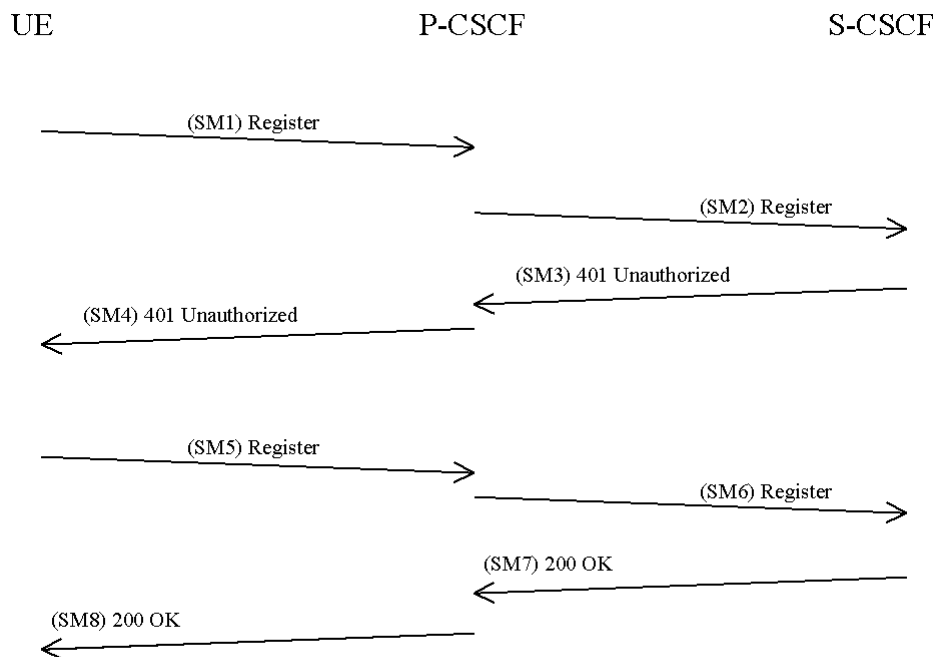 UE P-CSCF S-CSCF
(SM1) Register
(SM2) Register
(SM3) 401 Unauthorized
(SM4) 401 Unauthorized
(SM5) Register
(SM6) Register
(SM7) 200 OK
(SM8) 200 OK